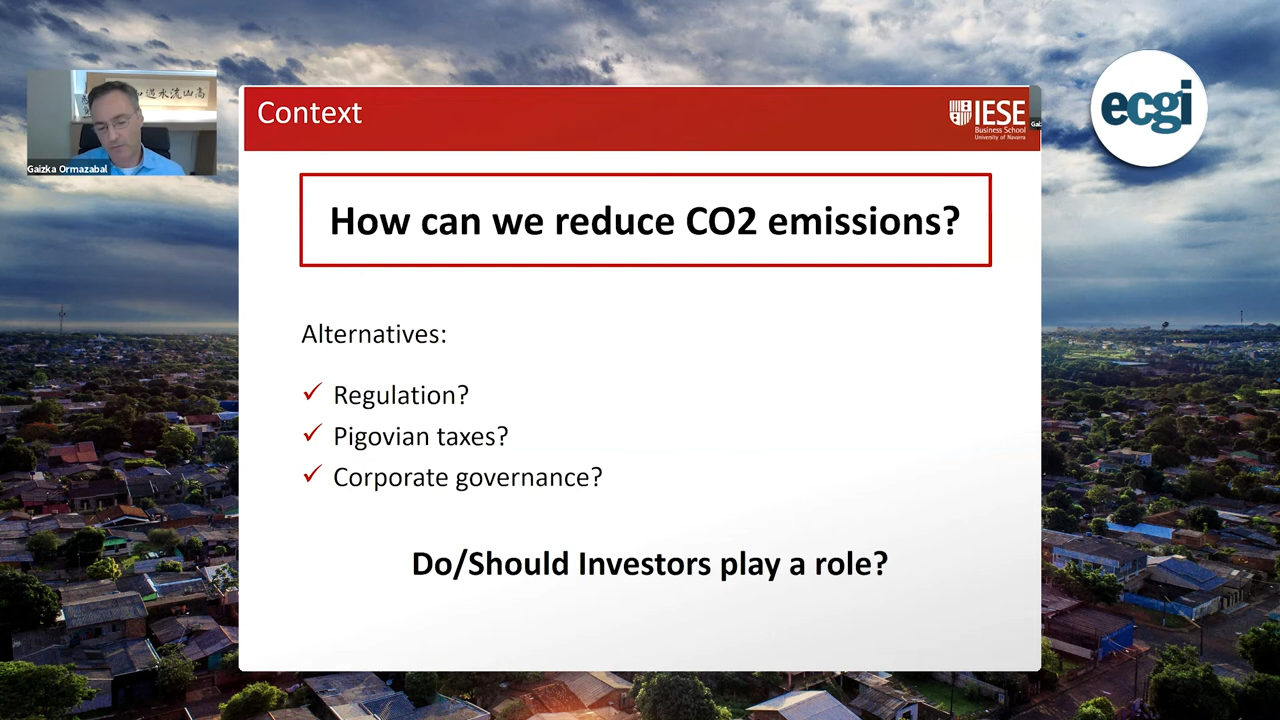 Gaizka Ormazabal
Context
IESE
Business School
University of Navarra
ecgi
How can we reduce CO2 emissions?
Alternatives:
✓ Regulation?
✓ Pigovian taxes?
✓ Corporate governance?
Do/Should Investors play a role?